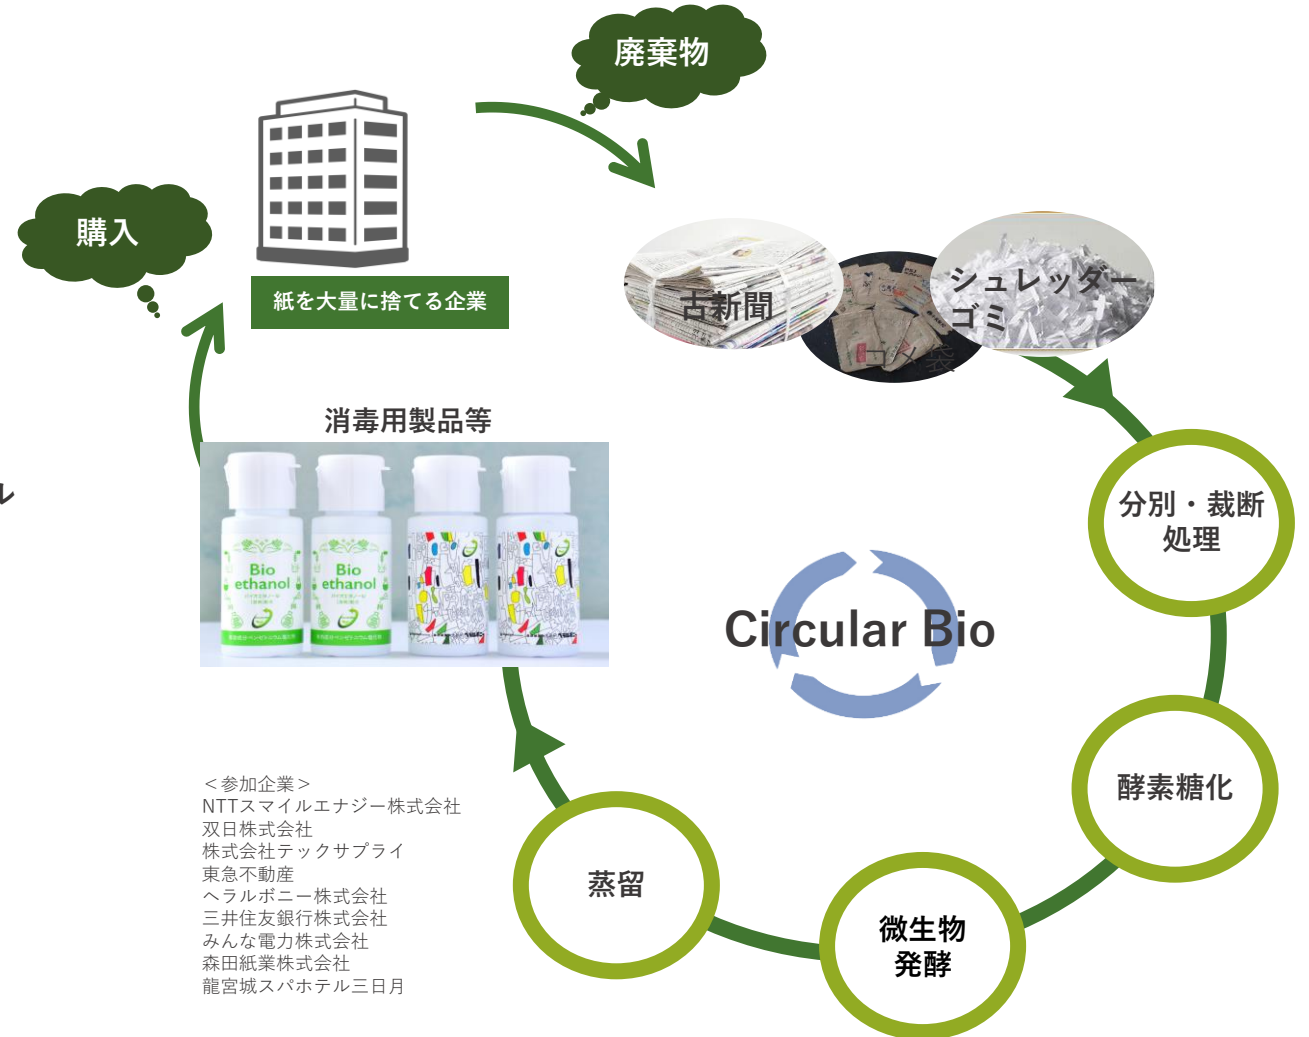 廃棄物
購入
紙を大量に捨てる企業
古新聞
コメ袋
シュレッダー
ゴミ
消毒用製品等
ル
Bio
ethanol
Bio
ethanol
分別・裁断
処理
Circular Bio
酵素糖化
微生物
発酵
蒸留
＜参加企業＞
NTTスマイルエナジー株式会社
双日株式会社
株式会社テックサプライ
東急不動産
ヘラルボニー株式会社
三井住友銀行株式会社
みんな電力株式会社
森田紙業株式会社
龍宮城スパホテル三日月